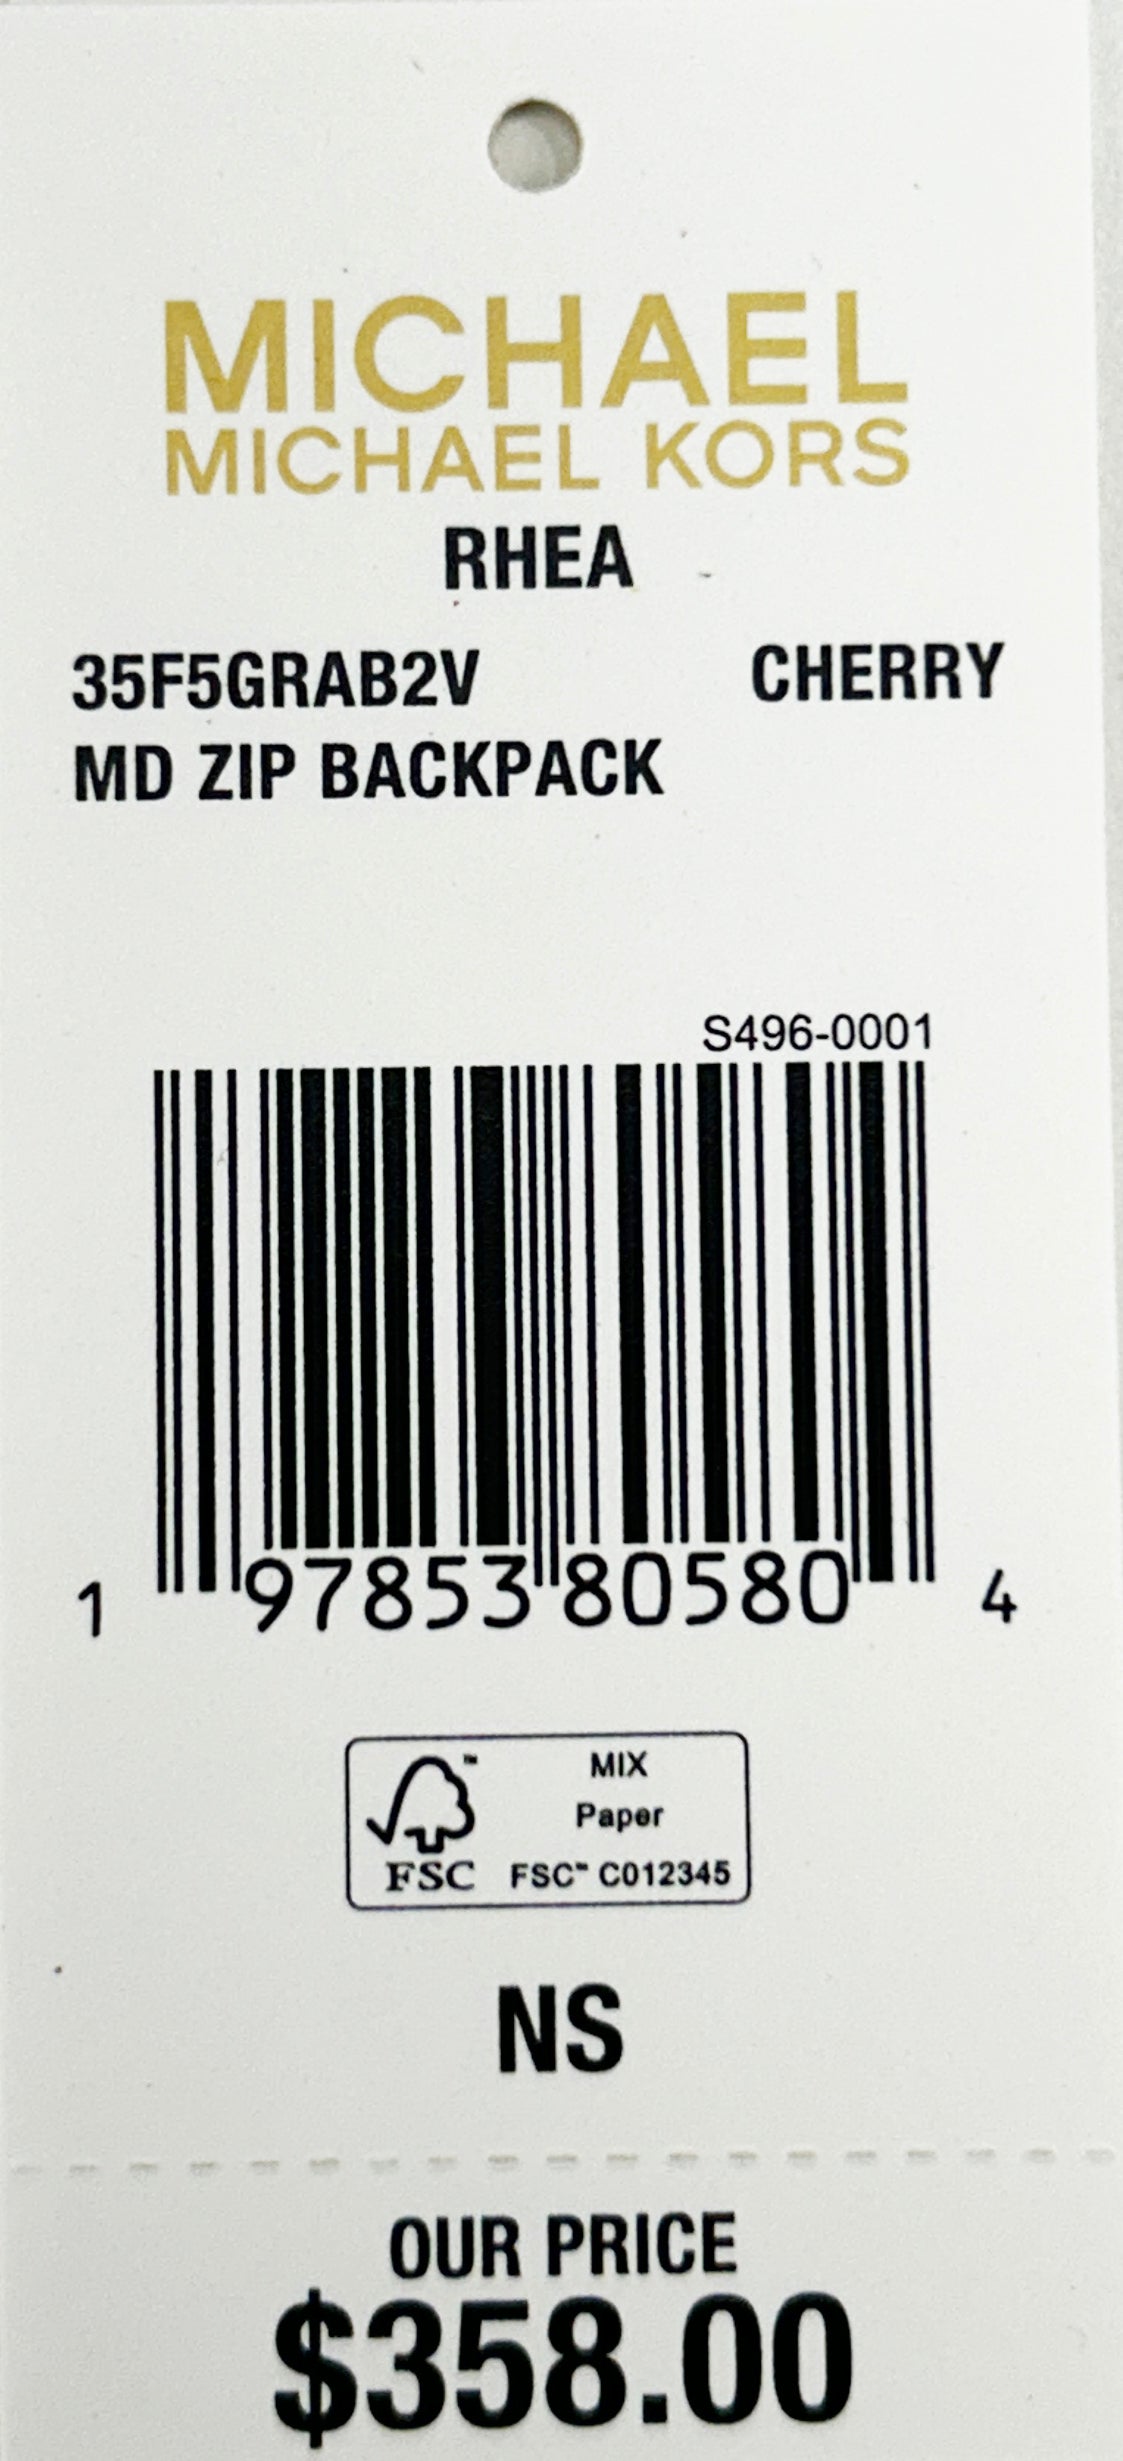 MICHAEL
MICHAEL KORS
RHEA
35F5GRAB2V CHERRY
MD ZIP BACKPACK
S496-0001
1 97853 80580 4
MIX
Paper
FSC FSC™ C012345
NS
OUR PRICE
$358.00